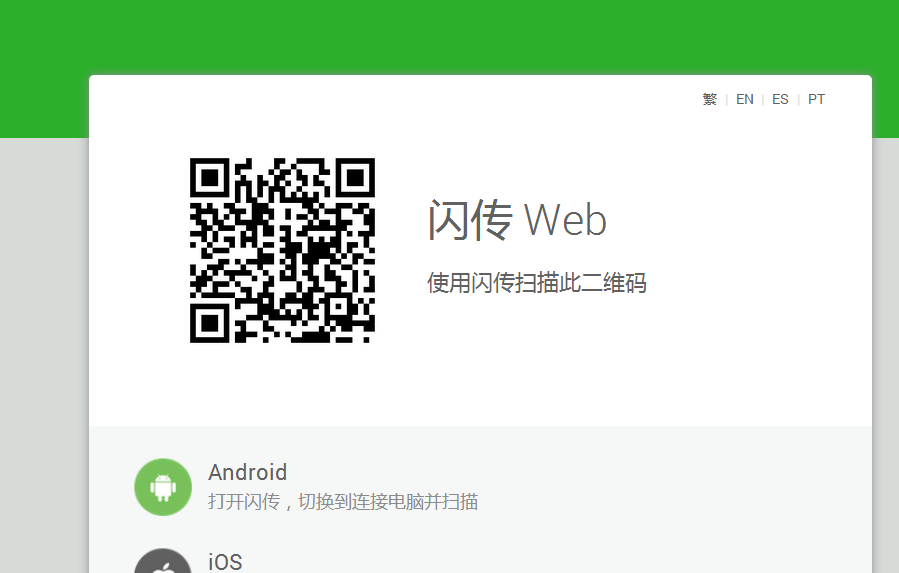 繁 | EN | ES | PT
闪传 Web
使用闪传扫描此二维码
Android
打开闪传，切换到连接电脑并扫描
iOS